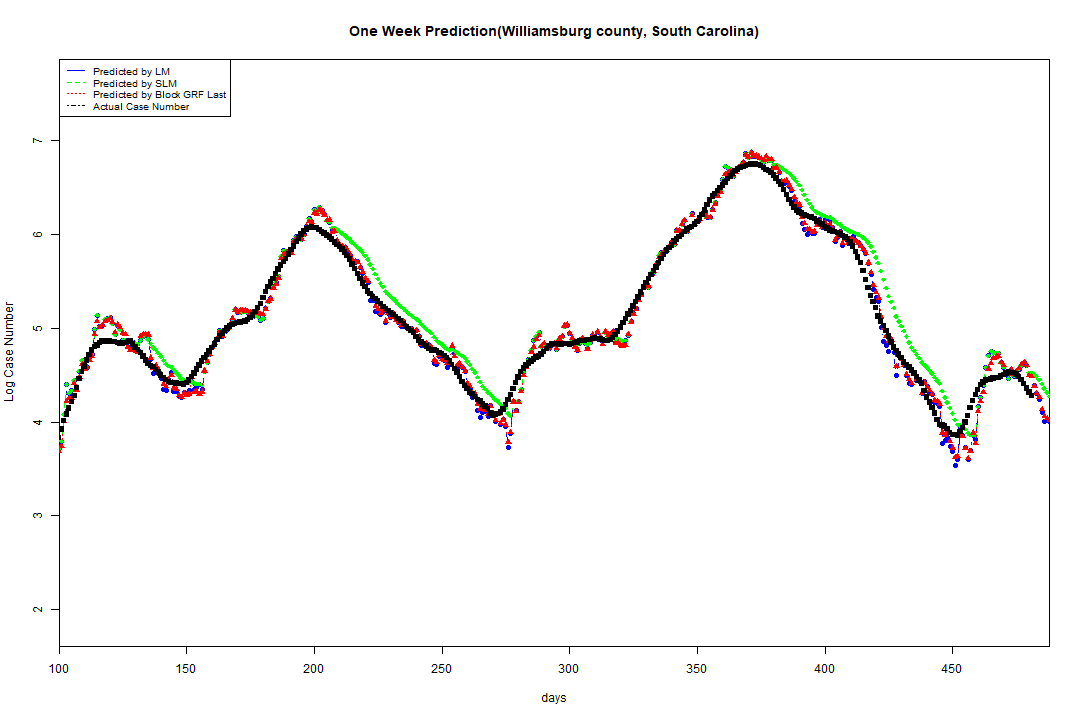 One Week Prediction(Williamsburg county, South Carolina)
Predicted by LM
Predicted by SLM
Predicted by Block GRF Last
Actual Case Number
7
6
5
4
3
2
Log Case Number
100 150 200 250 300 350 400 450
days